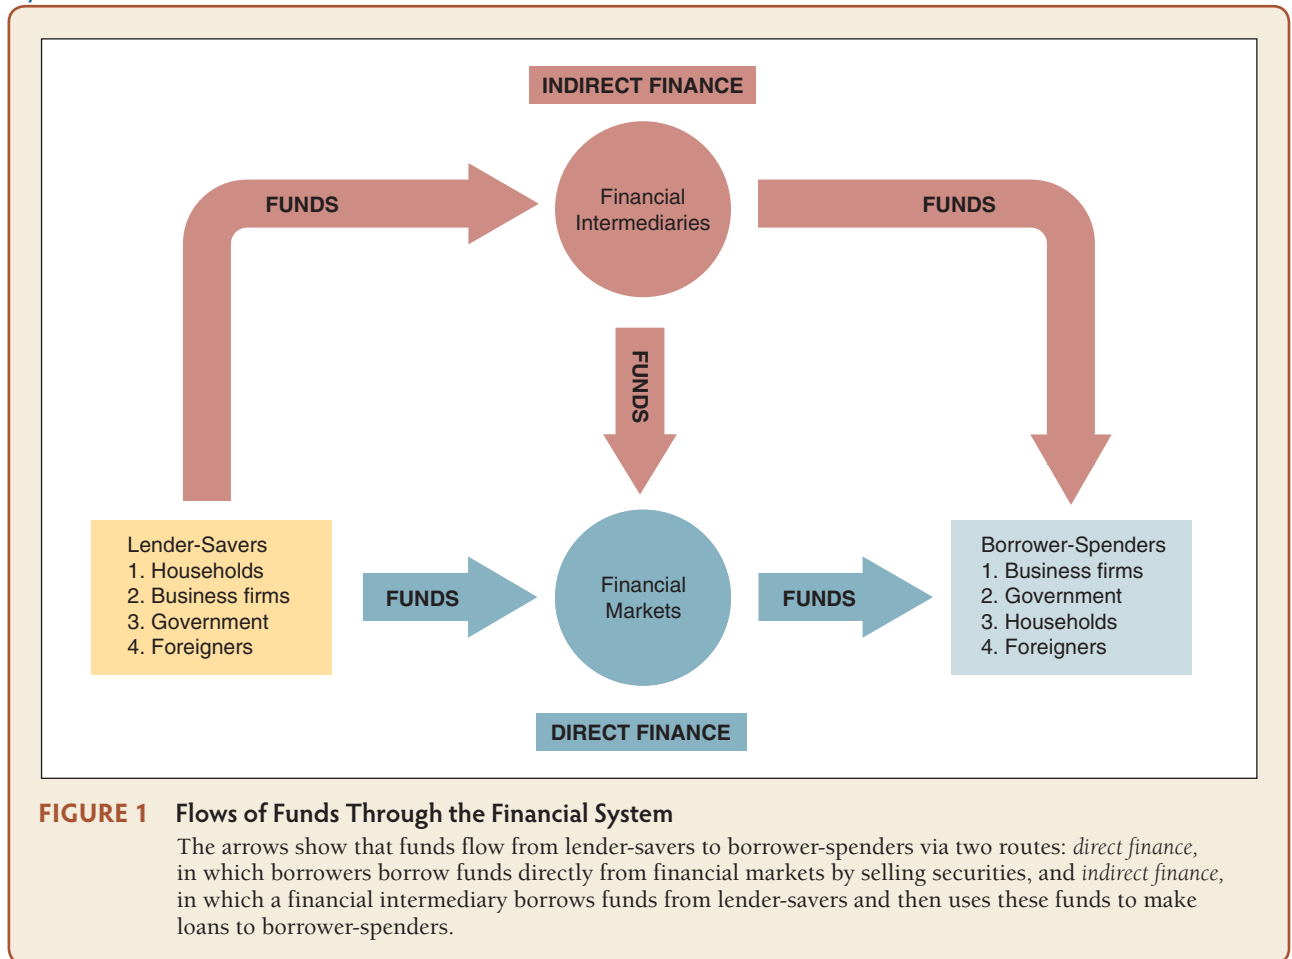 INDIRECT FINANCE
FUNDS
Financial
Intermediaries
FUNDS
FUNDS
Lender-Savers
1. Households
2. Business firms
3. Government
4. Foreigners
FUNDS
Financial
Markets
FUNDS
Borrower-Spenders
1. Business firms
2. Government
3. Households
4. Foreigners
DIRECT FINANCE
FIGURE 1 Flows of Funds Through the Financial System
The arrows show that funds flow from lender-savers to borrower-spenders via two routes: direct finance,
in which borrowers borrow funds directly from financial markets by selling securities, and indirect finance,
in which a financial intermediary borrows funds from lender-savers and then uses these funds to make
loans to borrower-spenders.